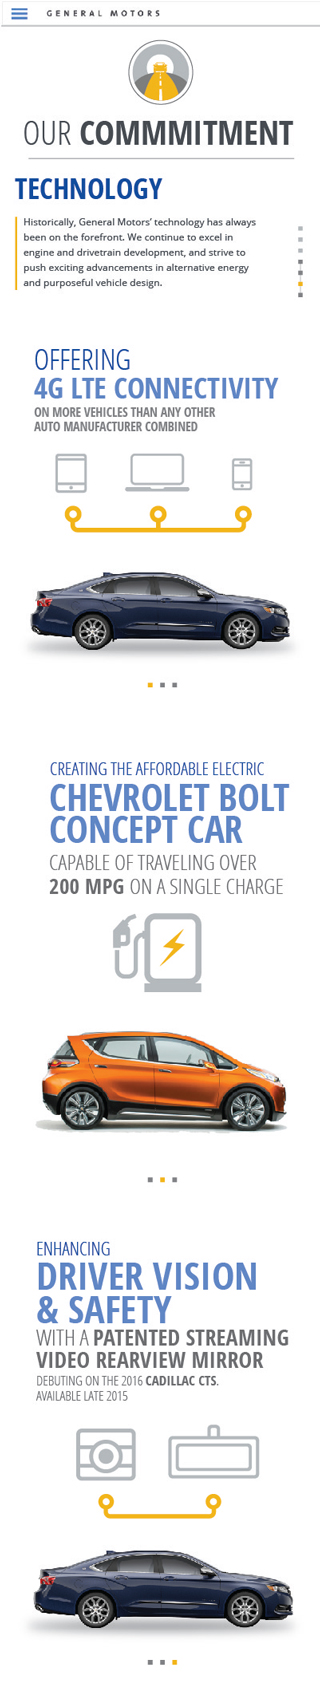 GENERAL MOTORS
OUR COMMMITMENT
TECHNOLOGY
Historically, General Motors' technology has always
been on the forefront. We continue to excel in
engine and drivetrain development, and strive to
push exciting advancements in alternative energy
and purposeful vehicle design.
OFFERING
4G LTE CONNECTIVITY
ON MORE VEHICLES THAN ANY OTHER
AUTO MANUFACTURER COMBINED
CREATING THE AFFORDABLE ELECTRIC
CHEVROLET BOLT
CONCEPT CAR
CAPABLE OF TRAVELING OVER
200 MPG ON A SINGLE CHARGE
ENHANCING
DRIVER VISION
& SAFETY
WITH A PATENTED STREAMING
VIDEO REARVIEW MIRROR
DEBUTING ON THE 2016 CADILLAC CTS.
AVAILABLE LATE 2015